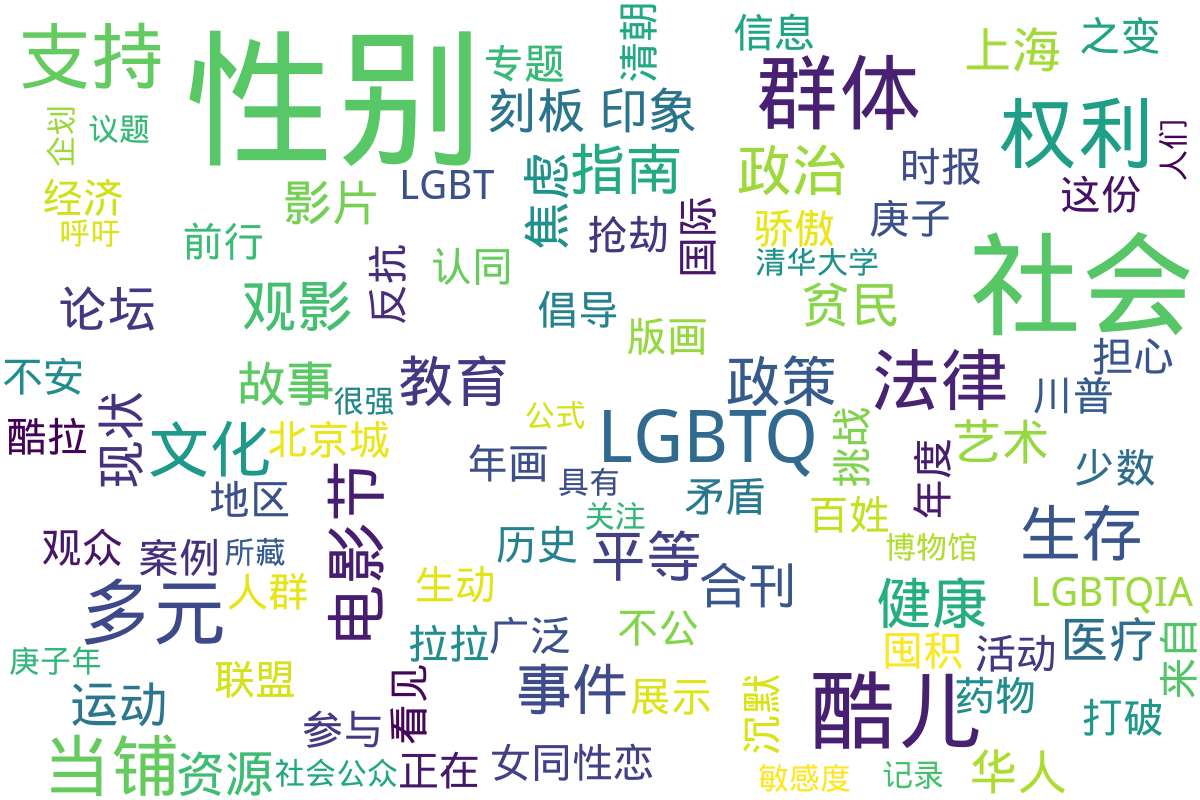 支持
性别
专题
清朝
信息
上海
之变
企划
议题
刻板
印象
群体
权利
人们
经济
呼吁
影片
LGBT
焦虑
指南
政治
时报
这份
前行
反抗
认同
抢劫
国际
骄傲
庚子
清华大学
社会
论坛
观影
倡导
版画
贫民
不安
故事
很强
教育
政策
法律
担心
川普
酷拉
现状
文化
北京城
公式
LGBTQ
挑战
年度
艺术
地区
电影节
年画
具有
矛盾
少数
观众
案例
所藏
历史
关注
平等
百姓
博物馆
生存
多元
人群
生动
合刊
健康
LGBTQIA
庚子年
联盟
拉拉
广泛
不公
囤积
活动
医疗
来自
运动
参与
看见
事件
展示
沉默
酷儿
药物
打破
当铺
资源
社会公众
正在
女同性恋
敏感度
记录
华人